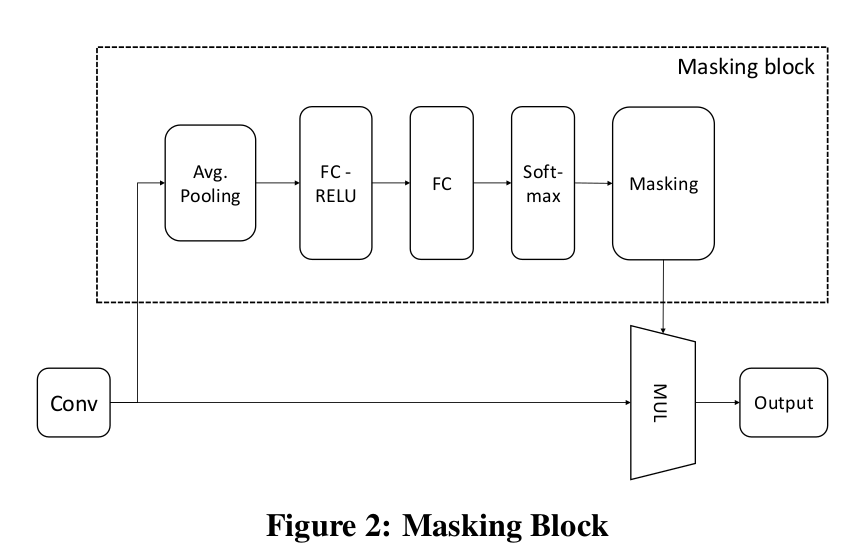 Masking block
Avg.
Pooling
FC -
RELU
FC
Soft-
max
Masking
Conv
MUL
Output
Figure 2: Masking Block